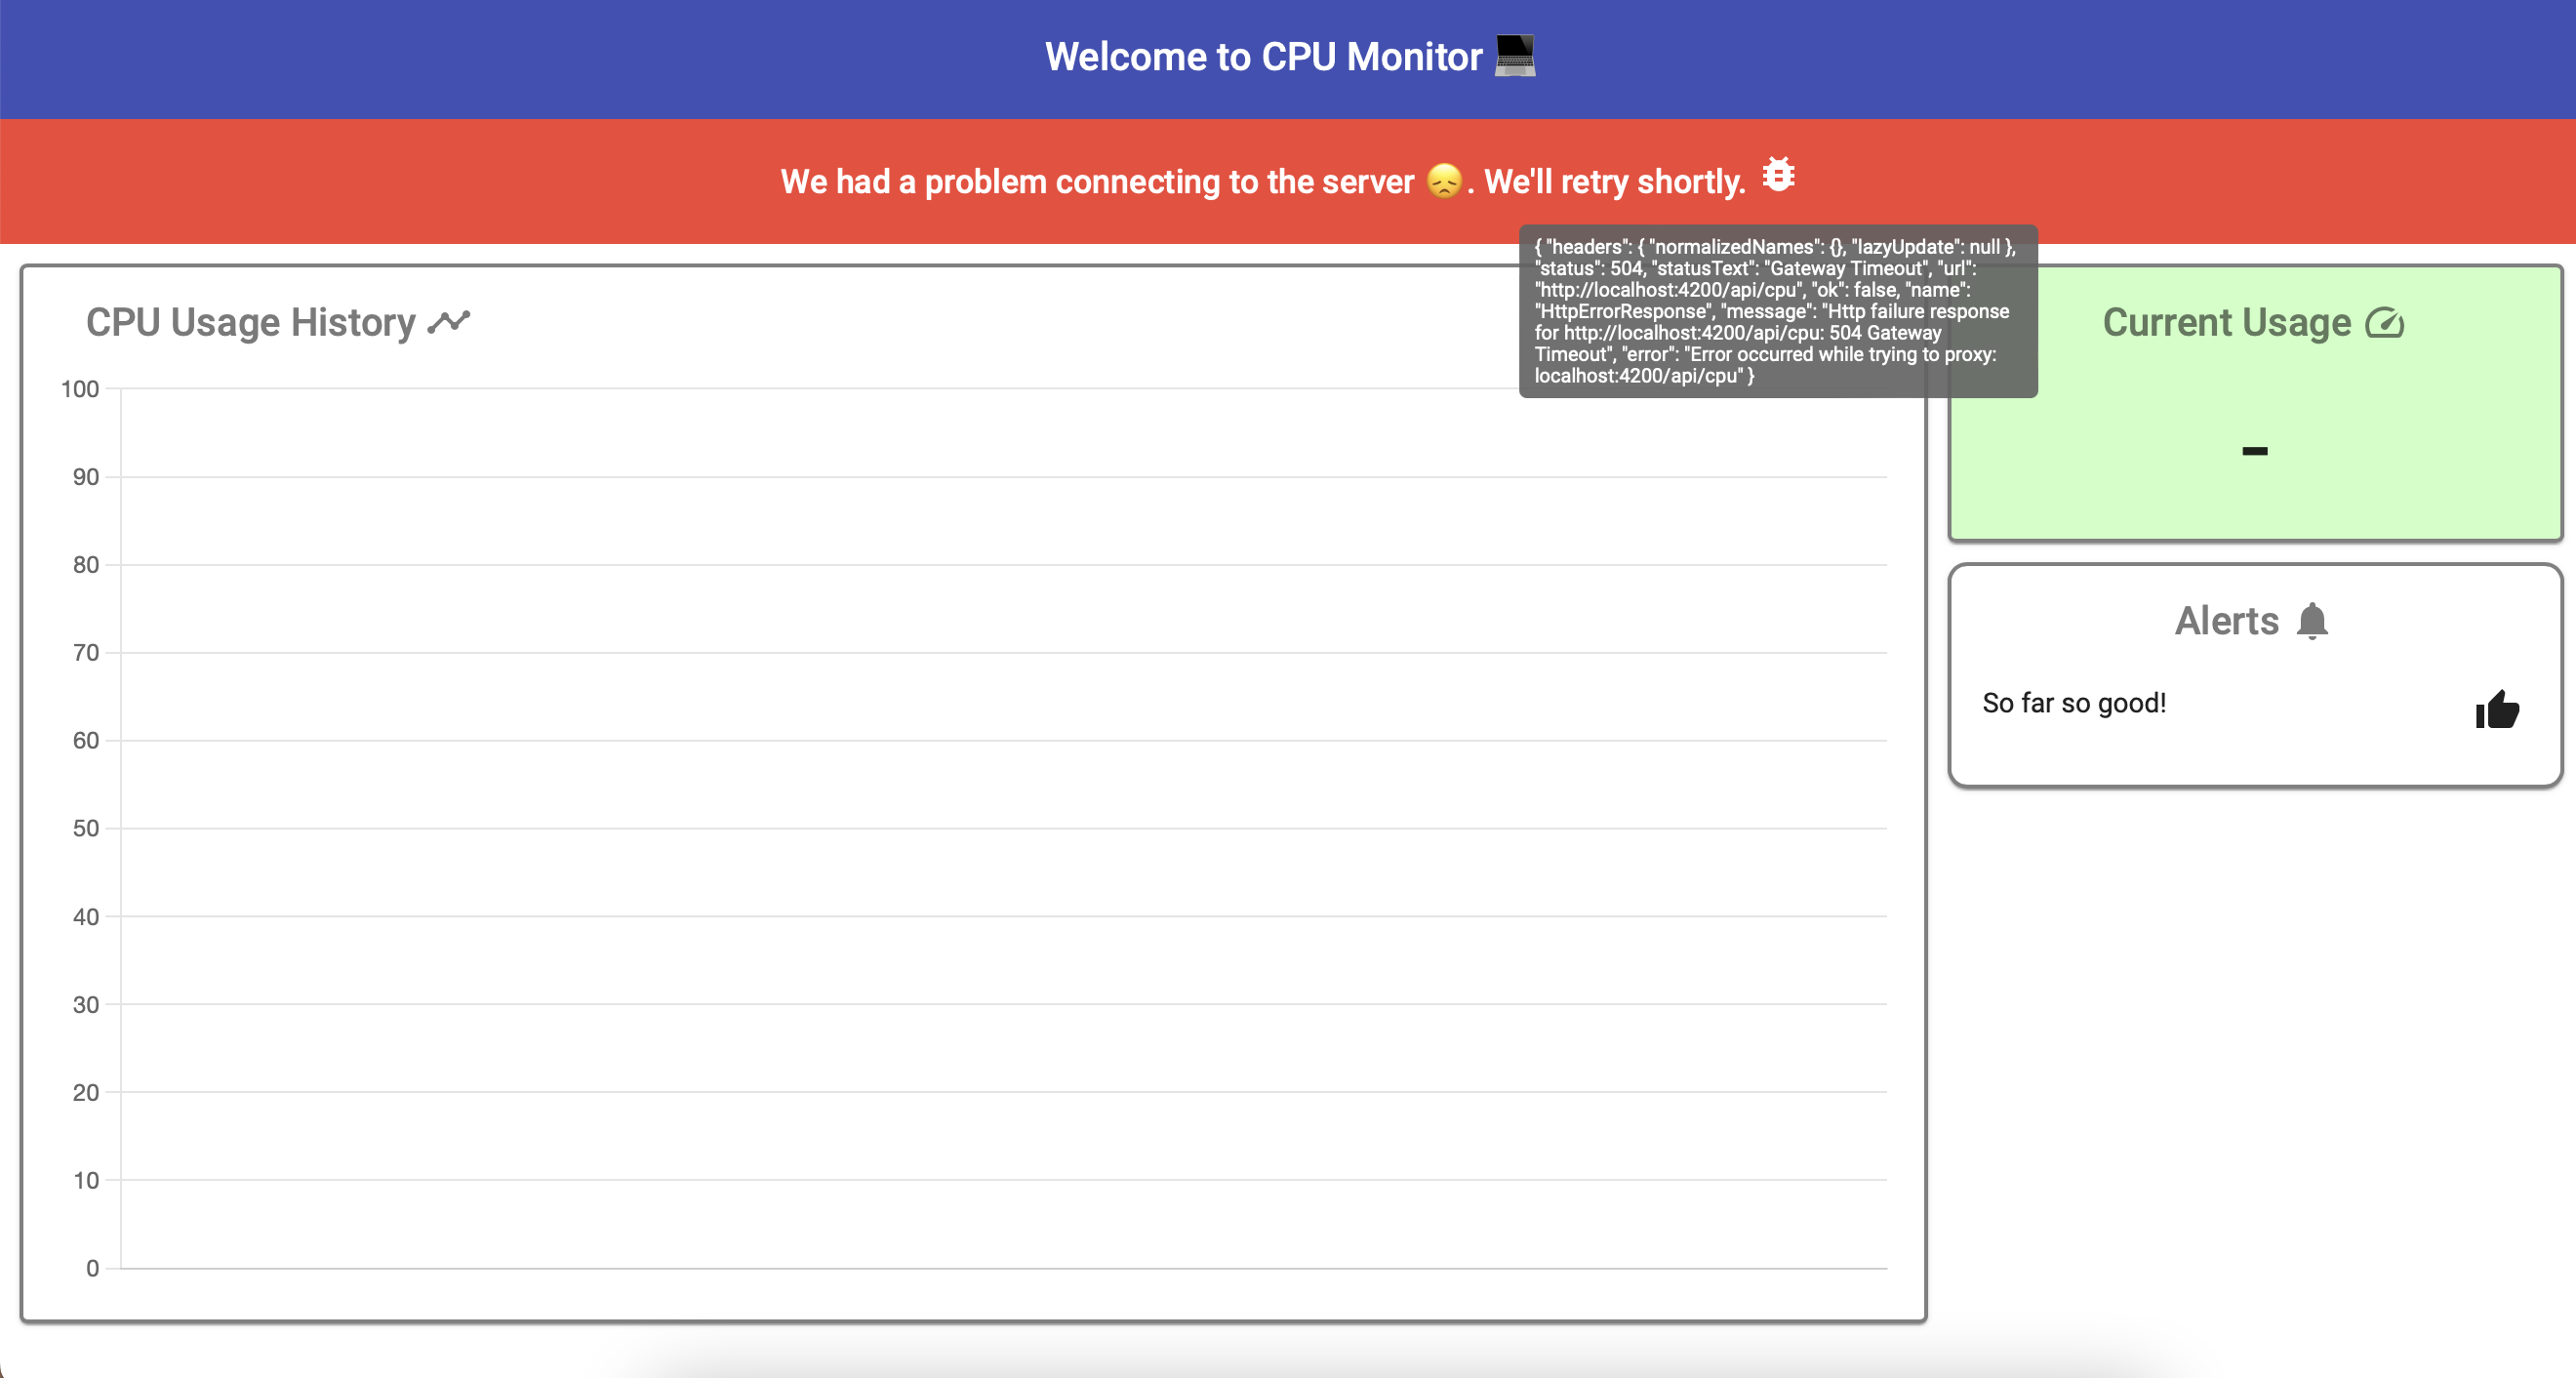 Welcome to CPU Monitor 💻
We had a problem connecting to the server 😞. We'll retry shortly.
{ "headers": { "normalizedNames": {}, "lazyUpdate": null },
"status": 504, "statusText": "Gateway Timeout", "url":
"http://localhost:4200/api/cpu", "ok": false, "name":
"HttpErrorResponse", "message": "Http failure response
for http://localhost:4200/api/cpu: 504 Gateway
Timeout", "error": "Error occurred while trying to proxy:
localhost:4200/api/cpu" }
CPU Usage History
100
90
80
70
60
50
40
30
20
10
0
Current Usage
-
Alerts
So far so good!